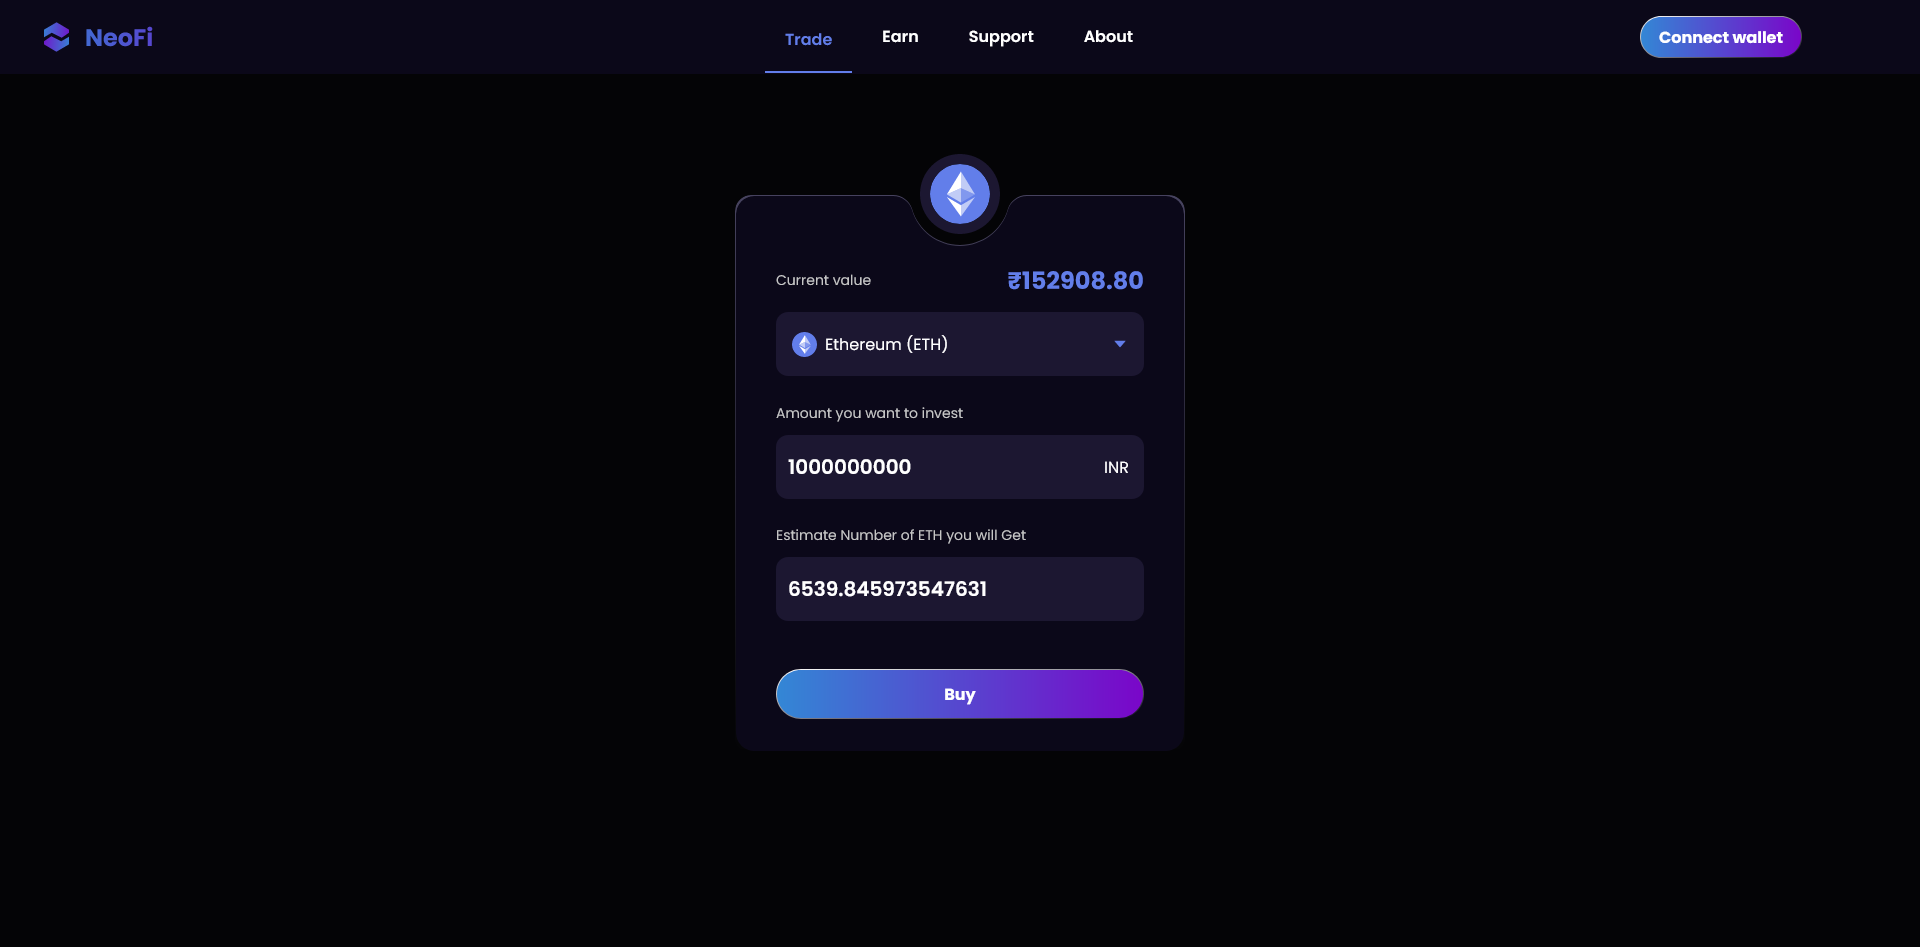 NeoFi
Trade Earn Support About
Connect wallet
Current value ₹152908.80
Ethereum (ETH)
Amount you want to invest
1000000000 INR
Estimate Number of ETH you will Get
6539.845973547631
Buy